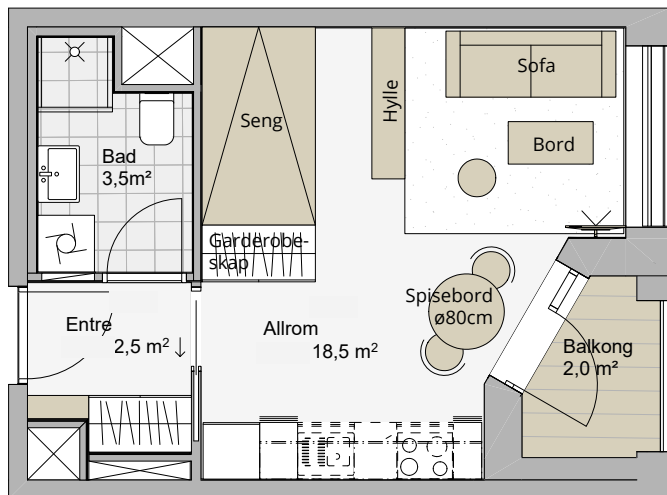 Sofa
Hylle
Seng
Bord
Bad
3,5m²
Garderobe-
skap
Spisebord
ø80cm
Entre
2,5 m²
Allrom
18,5 m²
Balkong
2,0 m²